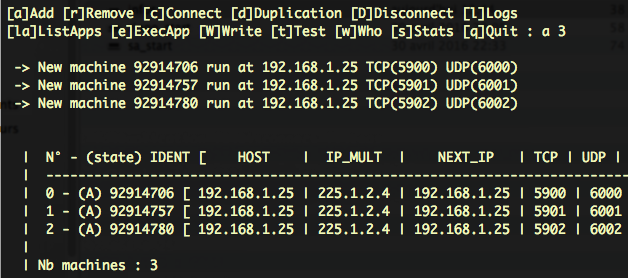 [a]Add [r]Remove [c]Connect [d]Duplication [D]Disconnect [l]Logs
[la]ListApps [e]ExecApp [W]Write [t]Test [w]Who [s]Stats [q]Quit : a 3
-> New machine 92914706 run at 192.168.1.25 TCP(5900) UDP(6000)
-> New machine 92914757 run at 192.168.1.25 TCP(5901) UDP(6001)
-> New machine 92914780 run at 192.168.1.25 TCP(5902) UDP(6002)
| N° - (state) IDENT [ HOST | IP_MULT | NEXT_IP | TCP | UDP |
| ------------------------------------------------------------------------
| 0 - (A) 92914706 [ 192.168.1.25 | 225.1.2.4 | 192.168.1.25 | 5900 | 6000
| 1 - (A) 92914757 [ 192.168.1.25 | 225.1.2.4 | 192.168.1.25 | 5901 | 6001
| 2 - (A) 92914780 [ 192.168.1.25 | 225.1.2.4 | 192.168.1.25 | 5902 | 6002
|
| Nb machines : 3